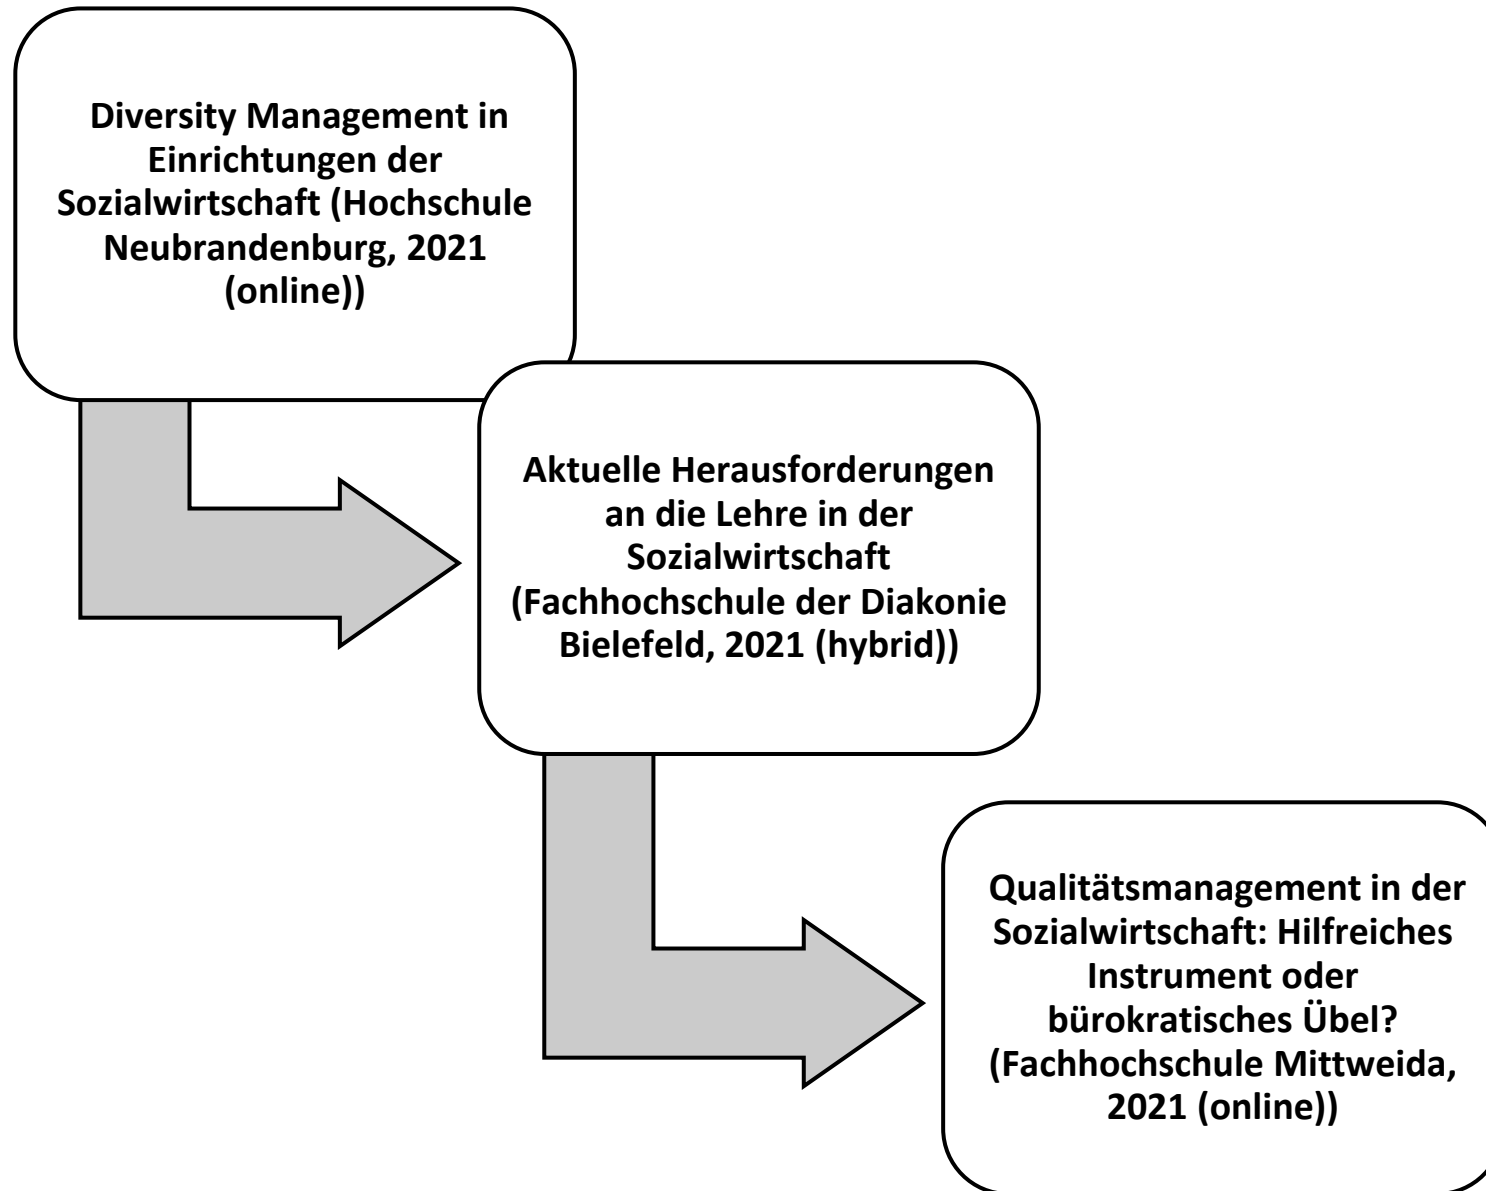 Diversity Management in
Einrichtungen der
Sozialwirtschaft (Hochschule
Neubrandenburg, 2021
(online))
Aktuelle Herausforderungen
an die Lehre in der
Sozialwirtschaft
(Fachhochschule der Diakonie
Bielefeld, 2021 (hybrid))
Qualitätsmanagement in der
Sozialwirtschaft: Hilfreiches
Instrument oder
bürokratisches Übel?
(Fachhochschule Mittweida,
2021 (online))